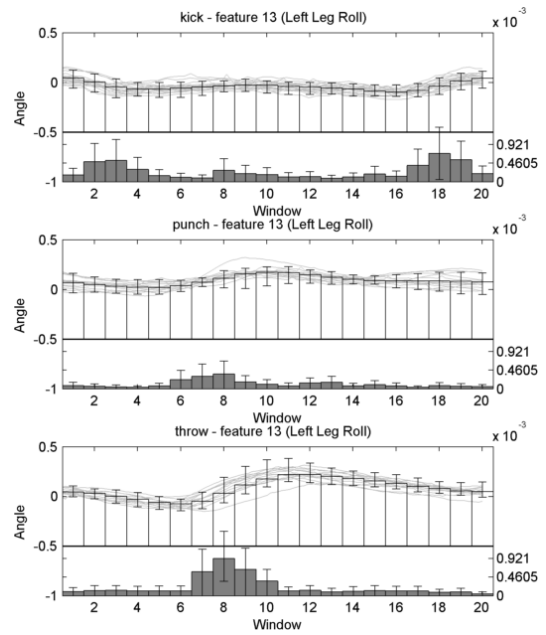 kick - feature 13 (Left Leg Roll)
x 10^-3
0.5
0
-0.5
-1
Angle
0.921
0.4605
0
2 4 6 8 10 12 14 16 18 20
Window
punch - feature 13 (Left Leg Roll)
x 10^-3
0.5
0
-0.5
-1
Angle
0.921
0.4605
0
2 4 6 8 10 12 14 16 18 20
Window
throw - feature 13 (Left Leg Roll)
x 10^-3
0.5
0
-0.5
-1
Angle
0.921
0.4605
0
2 4 6 8 10 12 14 16 18 20
Window